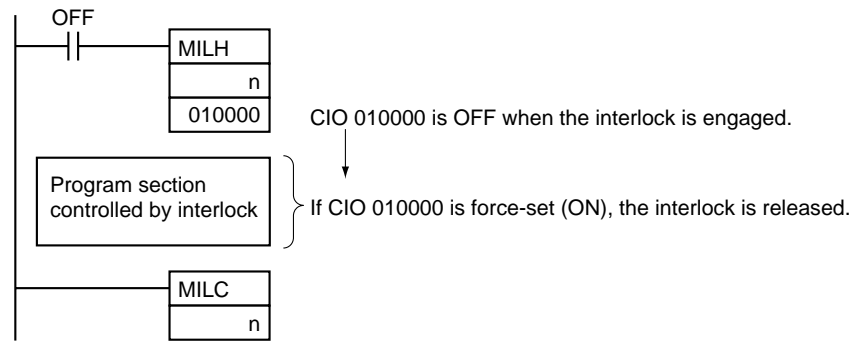 OFF
MILH
n
010000
CIO 010000 is OFF when the interlock is engaged.
Program section
controlled by interlock
If CIO 010000 is force-set (ON), the interlock is released.
MILC
n